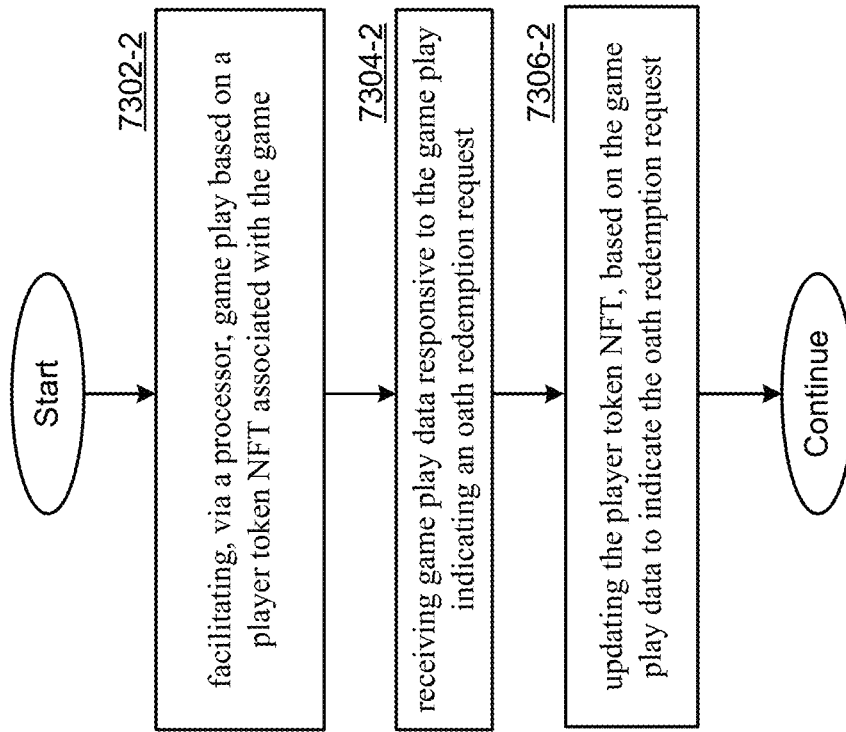 Start
7302-2
facilitating, via a processor, game play based on a
player token NFT associated with the game
7304-2
receiving game play data responsive to the game play
indicating an oath redemption request
7306-2
updating the player token NFT, based on the game
play data to indicate the oath redemption request
Continue